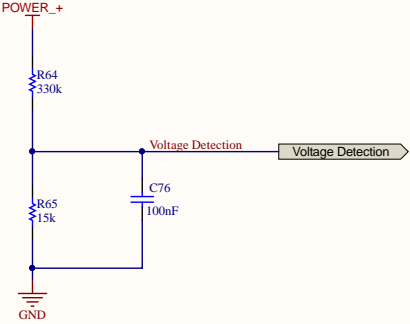 POWER_+
R64
330k
Voltage Detection
Voltage Detection
C76
100nF
R65
15k
GND